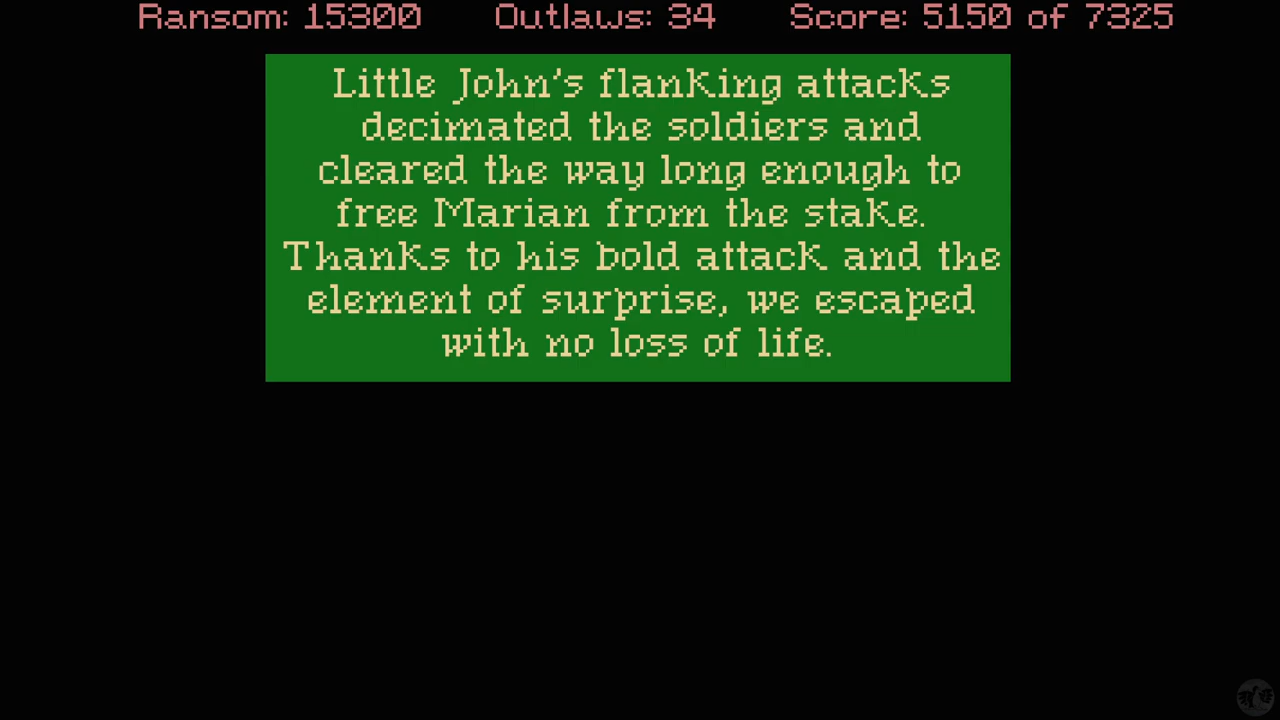 Ransom: 15300 Outlaws: 34 Score: 5150 of 7325
Little John's flanking attacks
decimated the soldiers and
cleared the way long enough to
free Marian from the stake.
Thanks to his bold attack and the
element of surprise, we escaped
with no loss of life.